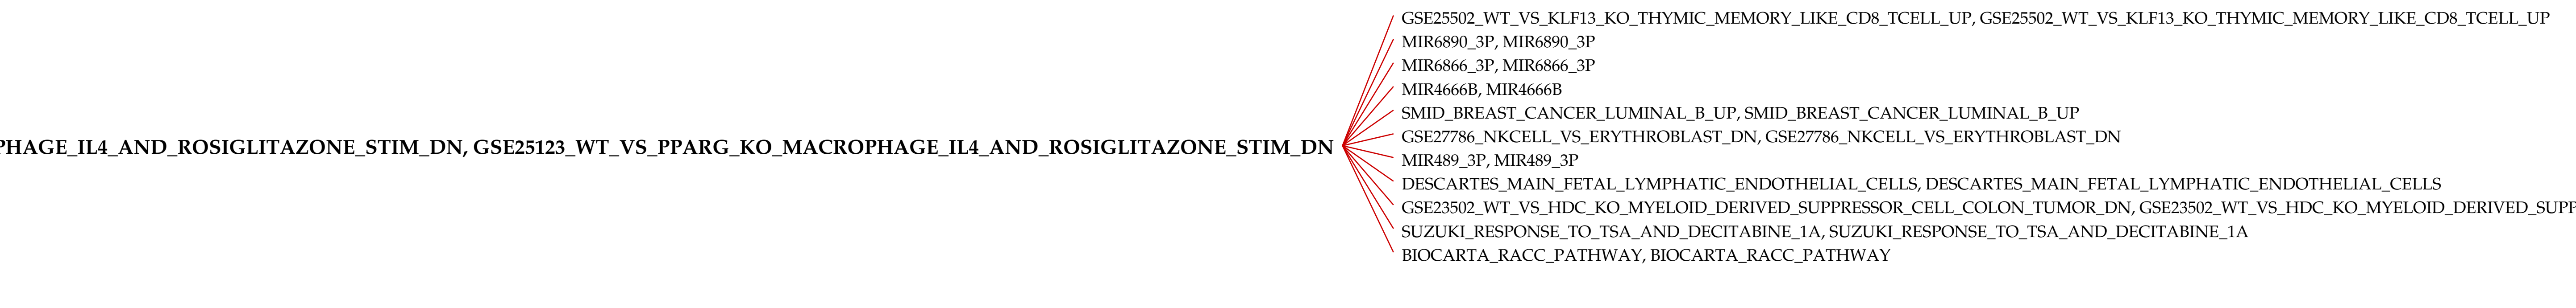 GSE25502_WT_VS_KLF13_KO_THYMIC_MEMORY_LIKE_CD8_TCELL_UP, GSE25502_WT_VS_KLF13_KO_THYMIC_MEMORY_LIKE_CD8_TCELL_UP
MIR6890_3P, MIR6890_3P
MIR6866_3P, MIR6866_3P
MIR4666B, MIR4666B
SMID_BREAST_CANCER_LUMINAL_B_UP, SMID_BREAST_CANCER_LUMINAL_B_UP
GSE27786_NKCELL_VS_ERYTHROBLAST_DN, GSE27786_NKCELL_VS_ERYTHROBLAST_DN
PHAGE_IL4_AND_ROSIGLITAZONE_STIM_DN, GSE25123_WT_VS_PPARG_KO_MACROPHAGE_IL4_AND_ROSIGLITAZONE_STIM_DN
MIR489_3P, MIR489_3P
DESCARTES_MAIN_FETAL_LYMPHATIC_ENDOTHELIAL_CELLS, DESCARTES_MAIN_FETAL_LYMPHATIC_ENDOTHELIAL_CELLS
GSE23502_WT_VS_HDC_KO_MYELOID_DERIVED_SUPPRESSOR_CELL_COLON_TUMOR_DN, GSE23502_WT_VS_HDC_KO_MYELOID_DERIVED_SUPP
SUZUKI_RESPONSE_TO_TSA_AND_DECITABINE_1A, SUZUKI_RESPONSE_TO_TSA_AND_DECITABINE_1A
BIOCARTA_RACC_PATHWAY, BIOCARTA_RACC_PATHWAY